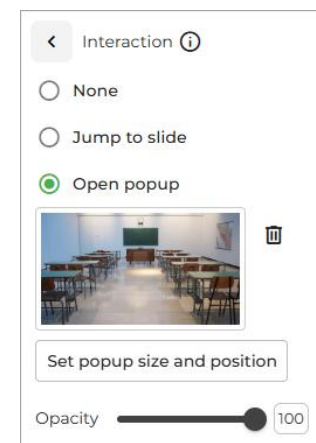 Interaction
None
Jump to slide
Open popup
Set popup size and position
Opacity 100